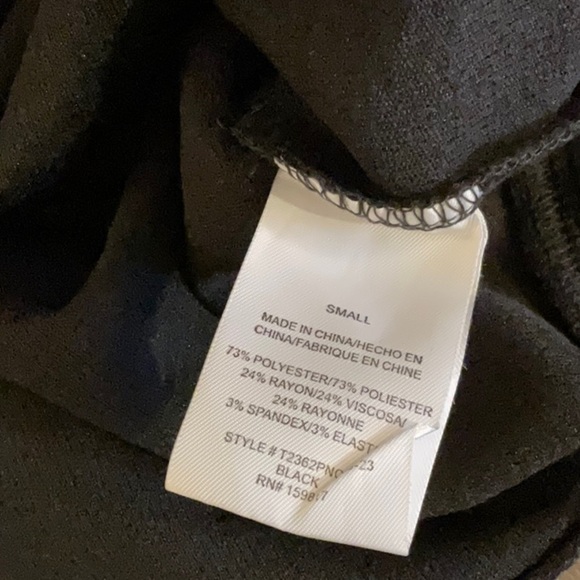 SMALL
MADE IN CHINA/HECHO EN
CHINA/FABRIQUE EN CHINE
73% POLYESTER/73% POLIESTER
24% RAYON/24% VISCOSA/
24% RAYONNE
3% SPANDEX/3%
STYLE #
BLACK
RN#